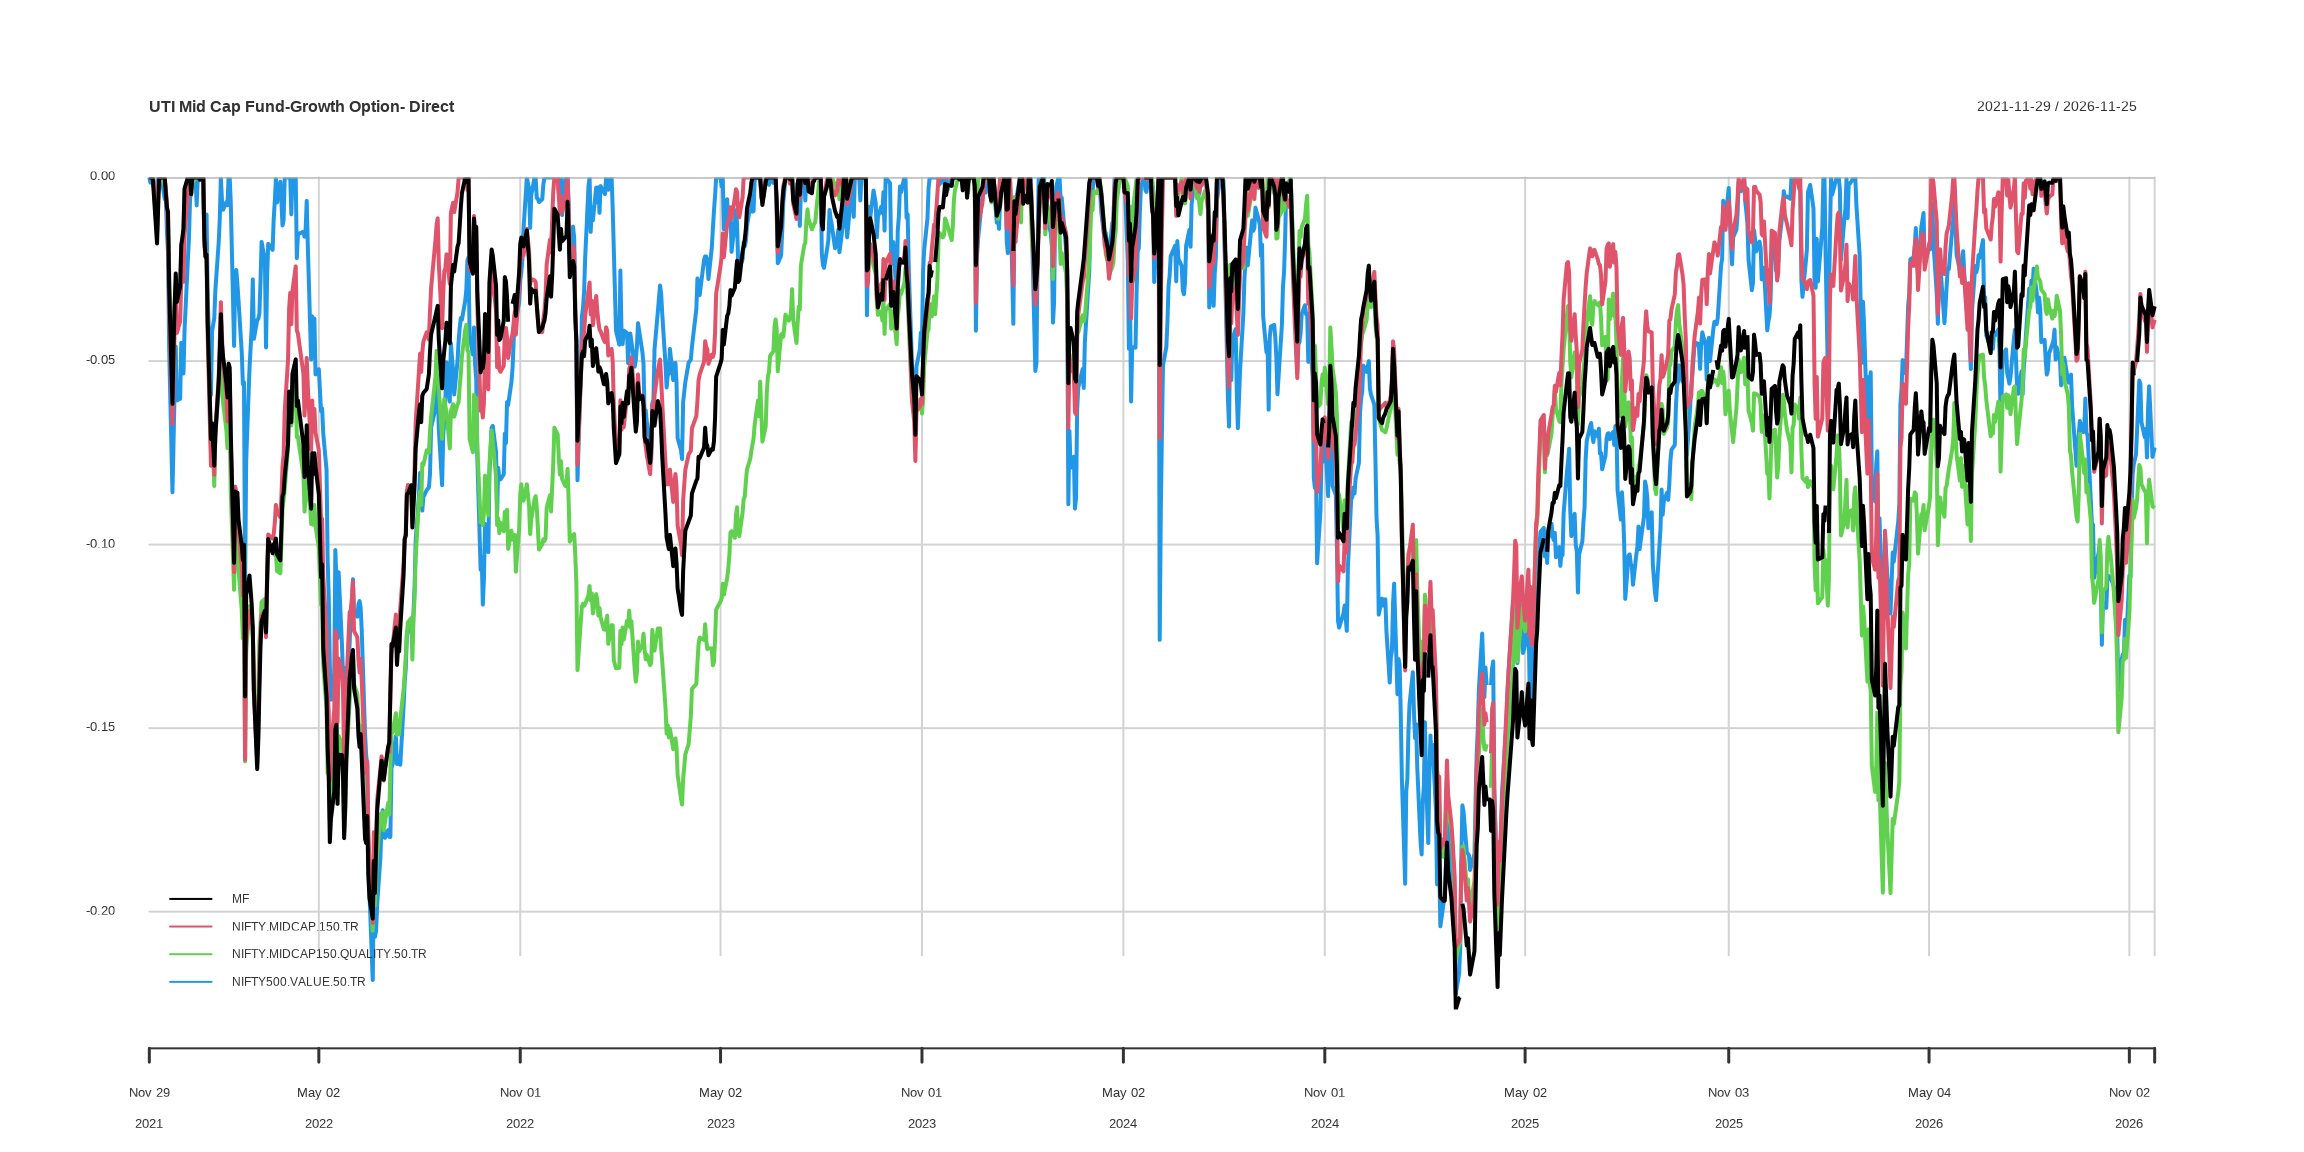 UTI Mid Cap Fund-Growth Option- Direct
2021-11-29 / 2026-11-25
0.00
-0.05
-0.10
-0.15
-0.20
MF
NIFTY.MIDCAP.150.TR
NIFTY.MIDCAP150.QUALITY.50.TR
NIFTY500.VALUE.50.TR
Nov 29 May 02 Nov 01 May 02 Nov 01 May 02 Nov 01 May 02 Nov 03 May 04 Nov 02
2021 2022 2022 2023 2023 2024 2024 2025 2025 2026 2026